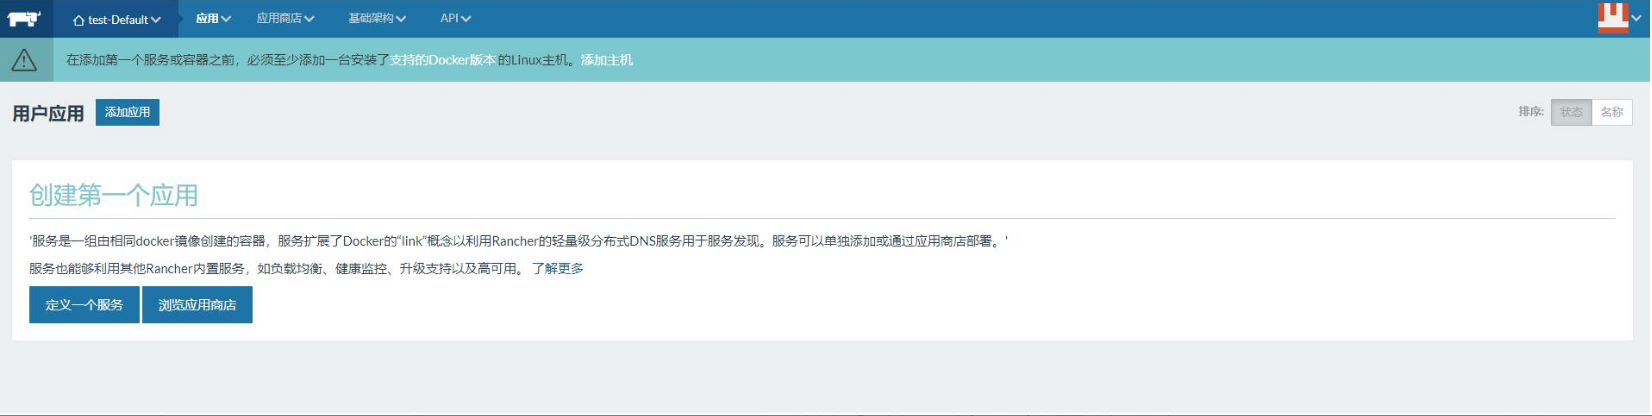 test-Default 应用 应用商店 基础架构 API
在添加第一个服务或容器之前，必须至少添加一台安装了支持的Docker版本 的Linux主机。添加主机
用户应用 添加应用 排序: 状态 名称
创建第一个应用
'服务是一组由相同docker镜像创建的容器，服务扩展了Docker的“link”概念以利用Rancher的轻量级分布式DNS服务用于服务发现。服务可以单独添加或通过应用商店部署。'
服务也能够利用其他Rancher内置服务，如负载均衡、健康监控、升级支持以及高可用。 了解更多
定义一个服务 浏览应用商店